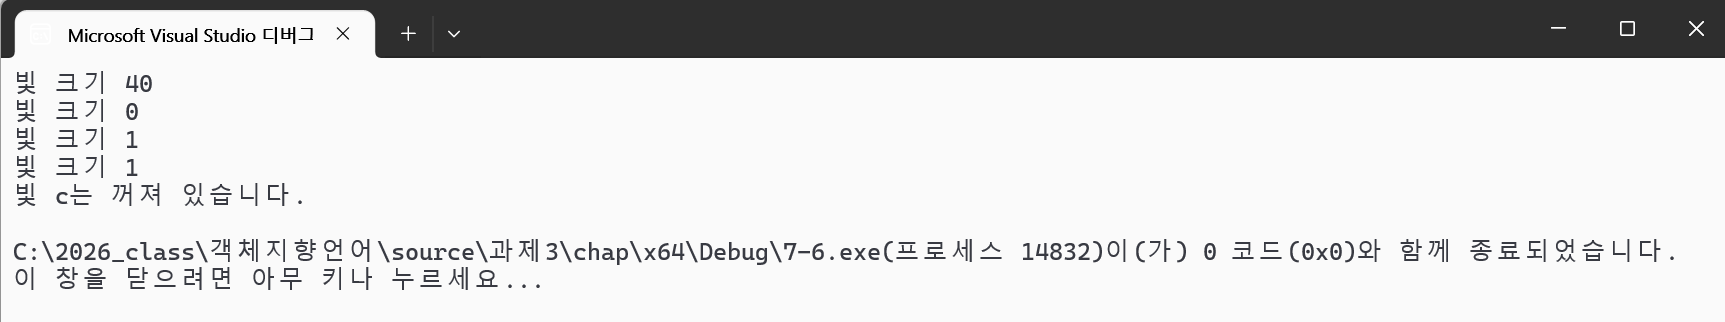 Microsoft Visual Studio 디버그
빛 크기 40
빛 크기 0
빛 크기 1
빛 크기 1
빛 c는 꺼져 있습니다.
C:\2026_class\객체지향언어\source\과제3\chap\x64\Debug\7-6.exe(프로세스 14832)이(가) 0 코드(0x0)와 함께 종료되었습니다.
이 창을 닫으려면 아무 키나 누르세요...